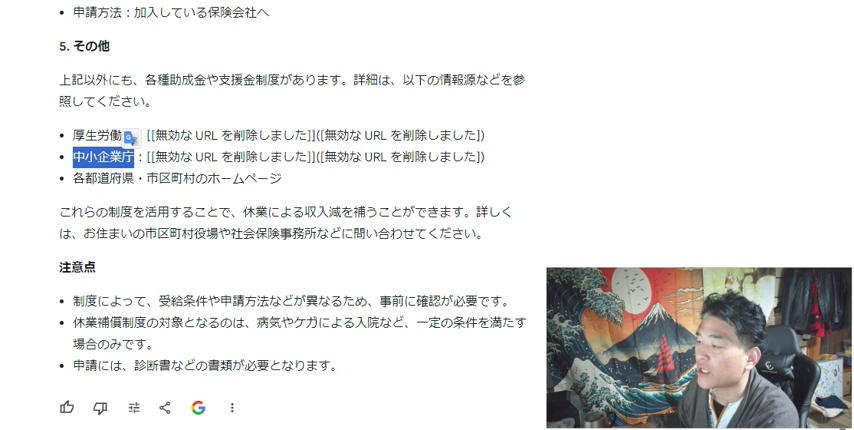 • 申請方法：加入している保険会社へ
5. その他
上記以外にも、各種助成金や支援金制度があります。詳細は、以下の情報源などを参
照してください。
• 厚生労働 [[無効な URL を削除しました]]([無効な URL を削除しました])
• 中小企業庁：[[無効な URL を削除しました]]([無効な URL を削除しました])
• 各都道府県・市区町村のホームページ
これらの制度を活用することで、休業による収入減を補うことができます。詳しく
は、お住まいの市区町村役場や社会保険事務所などに問い合わせてください。
注意点
• 制度によって、受給条件や申請方法などが異なるため、事前に確認が必要です。
• 休業補償制度の対象となるのは、病気やケガによる入院など、一定の条件を満たす
場合のみです。
• 申請には、診断書などの書類が必要となります。